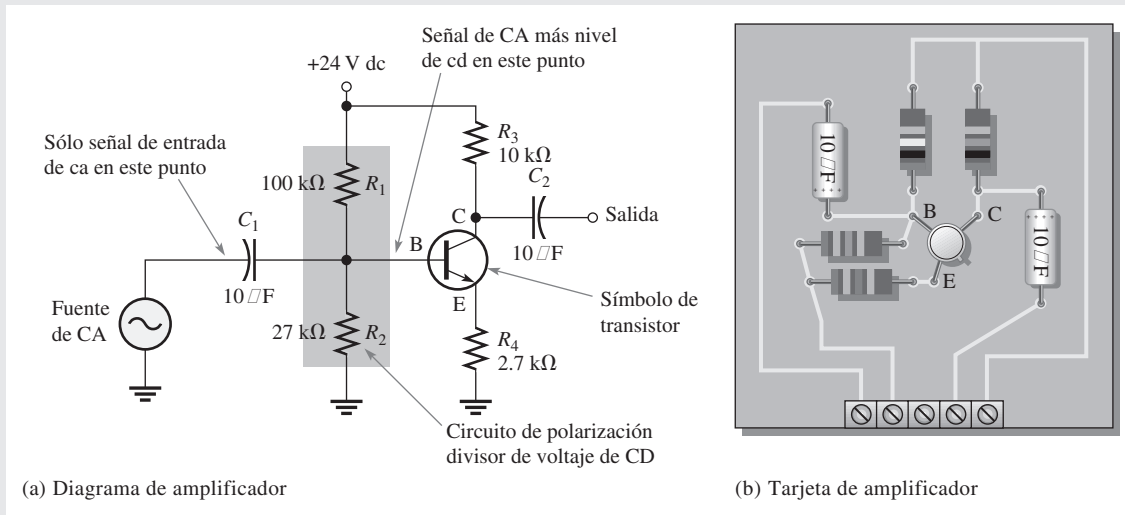 Señal de CA más nivel
de cd en este punto
+24 V dc
Sólo señal de entrada
de ca en este punto
R3
10 kΩ
C2
100 kΩ
R1
C
Salida
C1
B
10 □F
10 □F
E
Símbolo de
transistor
Fuente
de CA
27 kΩ
R2
R4
2.7 kΩ
Circuito de polarización
divisor de voltaje de CD
(a) Diagrama de amplificador
10 □F
B
C
10 □F
E
(b) Tarjeta de amplificador